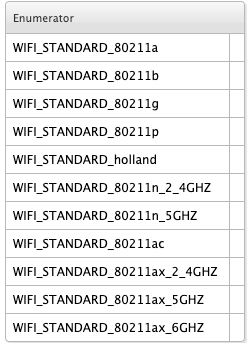 Enumerator
WIFI_STANDARD_80211a
WIFI_STANDARD_80211b
WIFI_STANDARD_80211g
WIFI_STANDARD_80211p
WIFI_STANDARD_holland
WIFI_STANDARD_80211n_2_4GHZ
WIFI_STANDARD_80211n_5GHZ
WIFI_STANDARD_80211ac
WIFI_STANDARD_80211ax_2_4GHZ
WIFI_STANDARD_80211ax_5GHZ
WIFI_STANDARD_80211ax_6GHZ